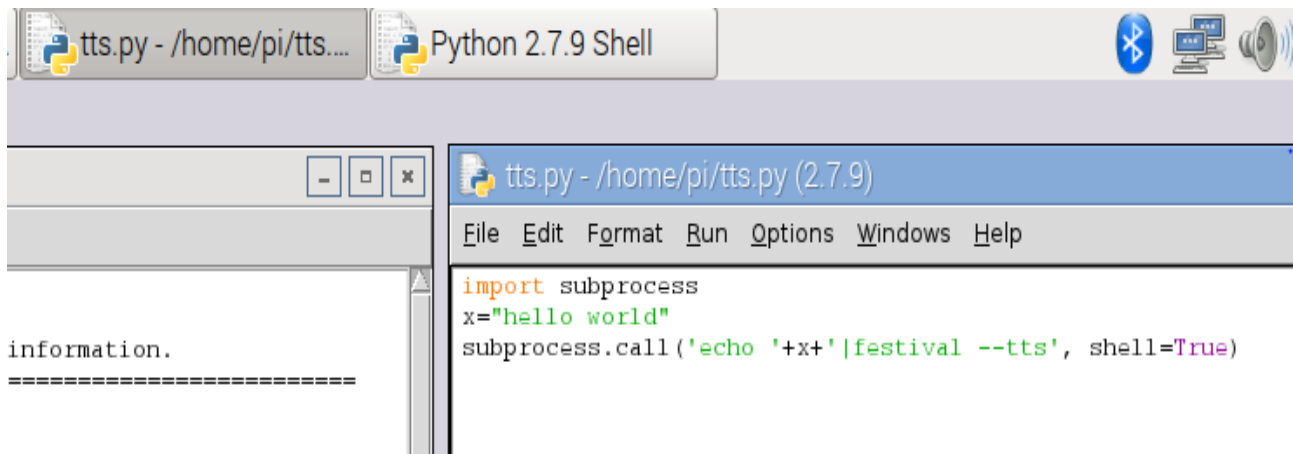 tts.py - /home/pi/tts....
Python 2.7.9 Shell
tts.py - /home/pi/tts.py (2.7.9)
File Edit Format Run Options Windows Help
information.
==========================
import subprocess
x="hello world"
subprocess.call('echo '+x+'|festival --tts', shell=True)